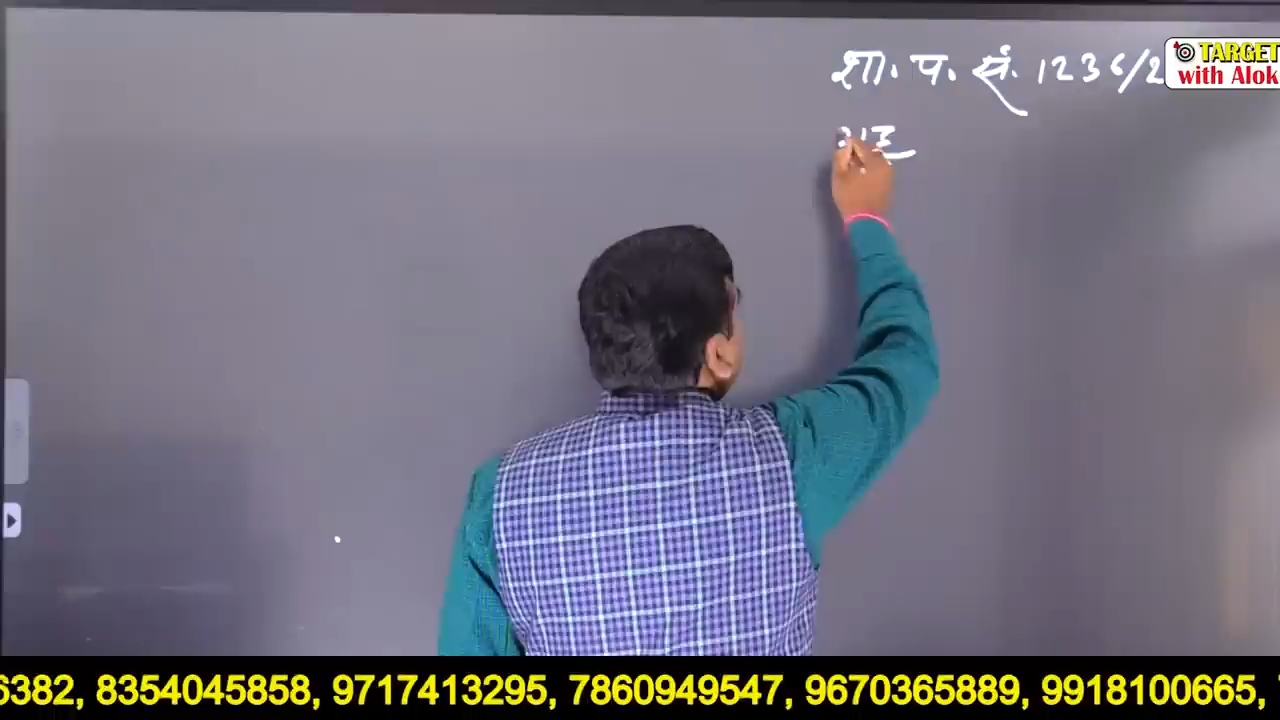 शा. प. सं. 1236/2
TARGET
with Alok
6382, 8354045858, 9717413295, 7860949547, 9670365889, 9918100665,